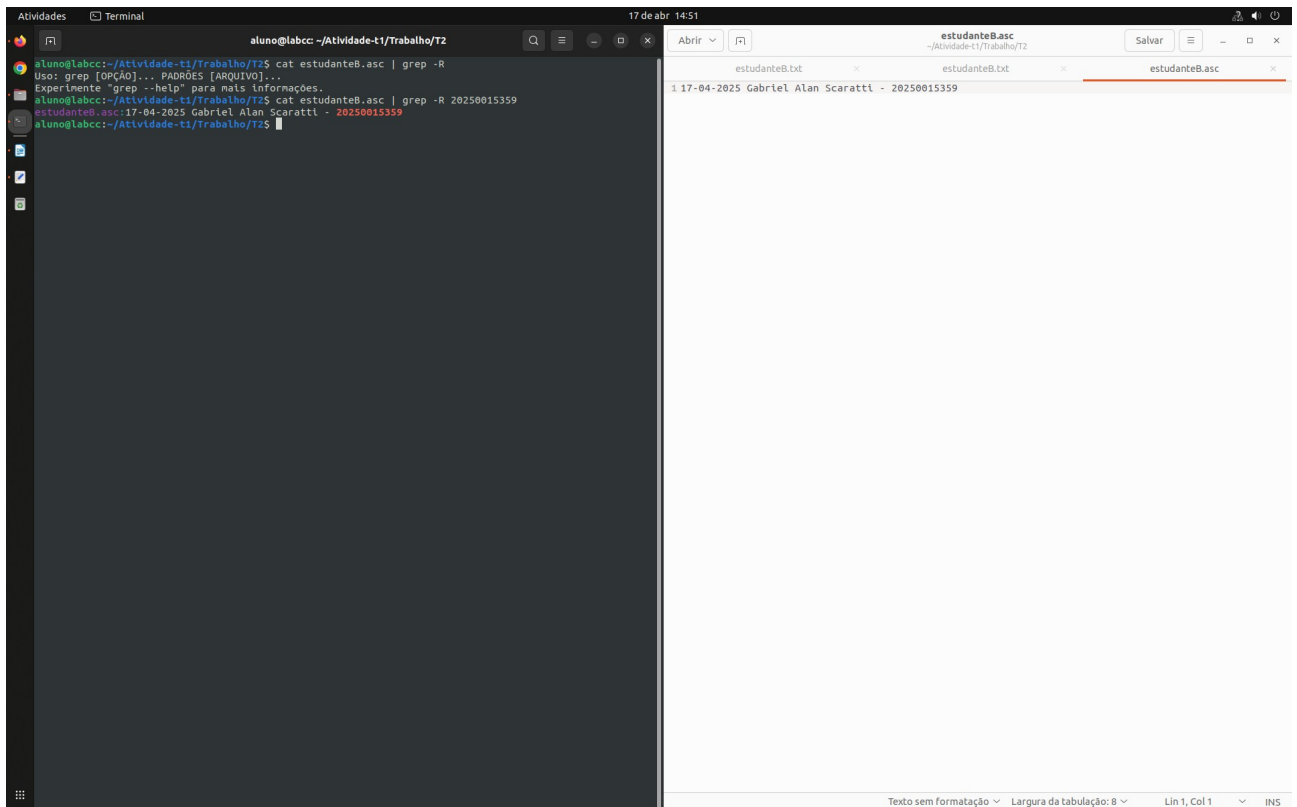 Atividades Terminal 17 de abr 14:51
aluno@labcc: ~/Atividade-t1/Trabalho/T2
aluno@labcc:~/Atividade-t1/Trabalho/T2$ cat estudanteB.asc | grep -R
Uso: grep [OPÇÃO]... PADRÕES [ARQUIVO]...
Experimente "grep --help" para mais informações.
aluno@labcc:~/Atividade-t1/Trabalho/T2$ cat estudanteB.asc | grep -R 20250015359
estudanteB.asc:17-04-2025 Gabriel Alan Scaratti - 20250015359
aluno@labcc:~/Atividade-t1/Trabalho/T2$
Abrir estudanteB.asc Salvar
~/Atividade-t1/Trabalho/T2
estudanteB.txt estudanteB.txt estudanteB.asc
1 17-04-2025 Gabriel Alan Scaratti - 20250015359
Texto sem formatação Largura da tabulação: 8 Lin 1, Col 1 INS